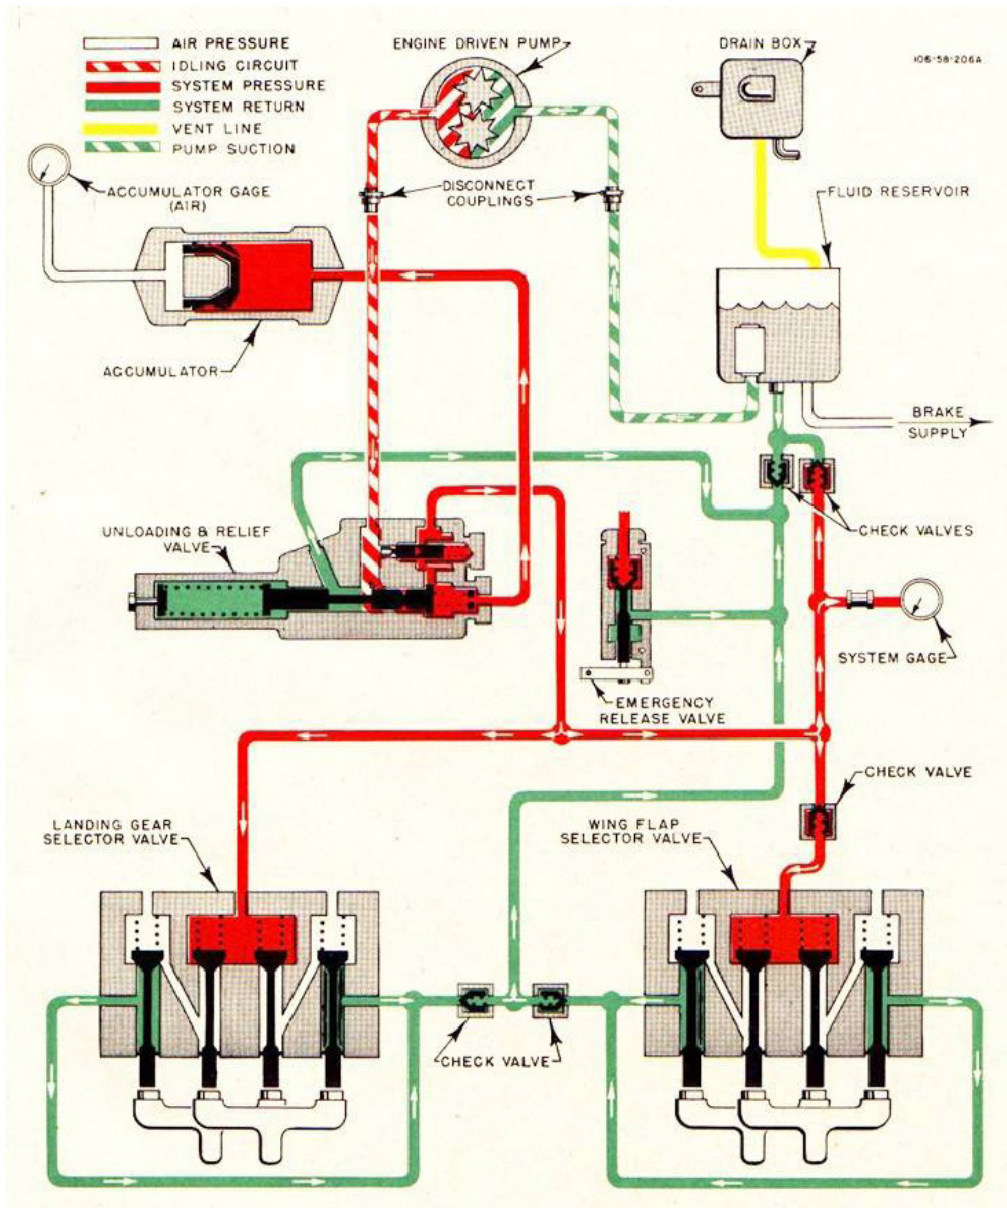 AIR PRESSURE
IDLING CIRCUIT
SYSTEM PRESSURE
SYSTEM RETURN
VENT LINE
PUMP SUCTION
ENGINE DRIVEN PUMP
DRAIN BOX
106-58-206A
ACCUMULATOR GAGE
(AIR)
DISCONNECT
COUPLINGS
FLUID RESERVOIR
ACCUMULATOR
BRAKE
SUPPLY
UNLOADING & RELIEF
VALVE
CHECK VALVES
SYSTEM GAGE
EMERGENCY
RELEASE VALVE
CHECK VALVE
LANDING GEAR
SELECTOR VALVE
WING FLAP
SELECTOR VALVE
CHECK VALVE